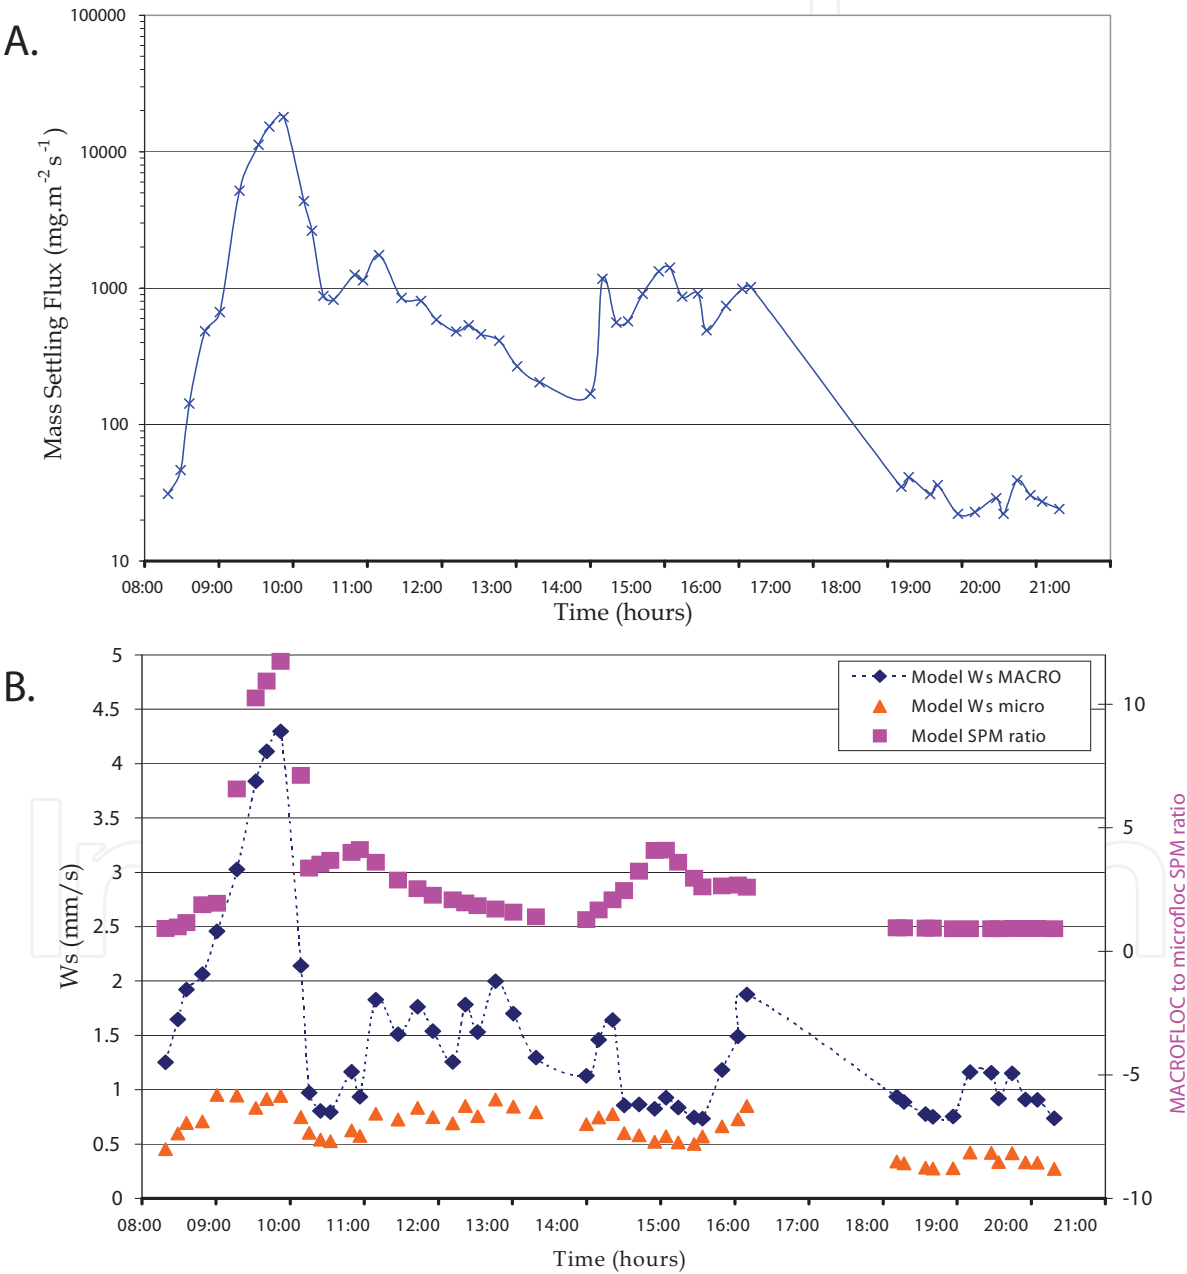 A.
100000
10000
1000
100
10
Mass Settling Flux (mg.m-2 s-1 )
08:00 09:00 10:00 11:00 12:00 13:00 14:00 15:00 16:00 17:00 19:00 20:00 21:00
Time (hours)
B.
5
4.5
4
3.5
3
2.5
2
1.5
1
0.5
0
Ws (mm/s)
Model Ws MACRO
Model Ws micro
Model SPM ratio
10
5
0
-5
-10
MACROFLOC to microfloc SPM ratio
08:00 09:00 10:00 11:00 12:00 13:00 14:00 15:00 16:00 17:00 18:00 19:00 20:00 21:00
Time (hours)